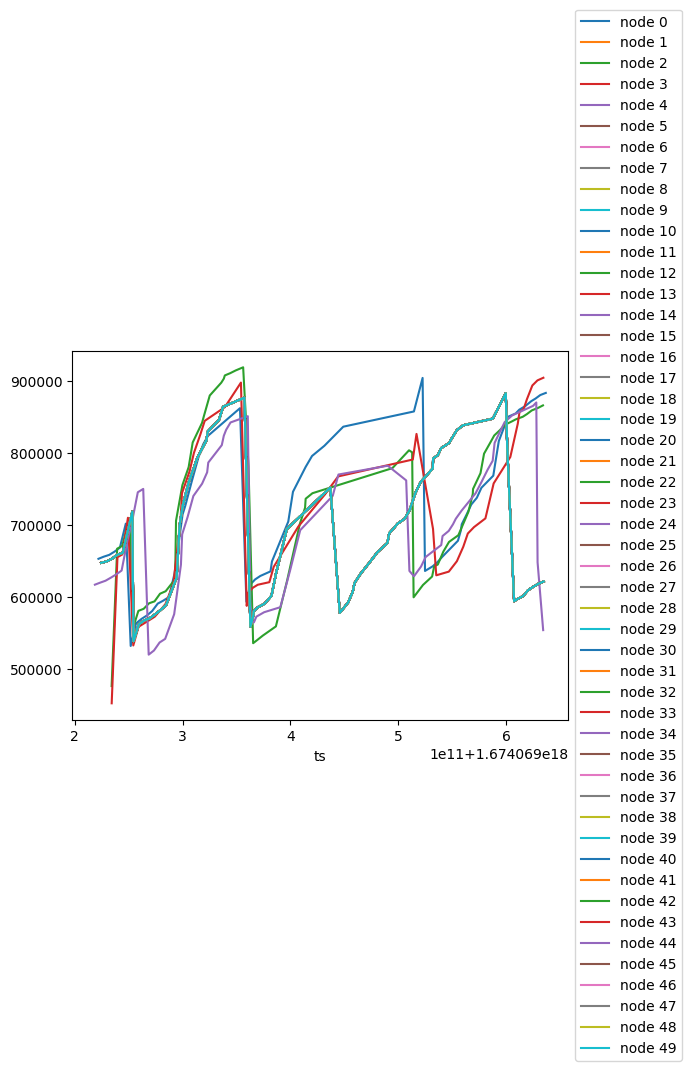 900000
800000
700000
600000
500000
2
3
4
5
6
ts
1e11+1.674069e18
node 0
node 1
node 2
node 3
node 4
node 5
node 6
node 7
node 8
node 9
node 10
node 11
node 12
node 13
node 14
node 15
node 16
node 17
node 18
node 19
node 20
node 21
node 22
node 23
node 24
node 25
node 26
node 27
node 28
node 29
node 30
node 31
node 32
node 33
node 34
node 35
node 36
node 37
node 38
node 39
node 40
node 41
node 42
node 43
node 44
node 45
node 46
node 47
node 48
node 49